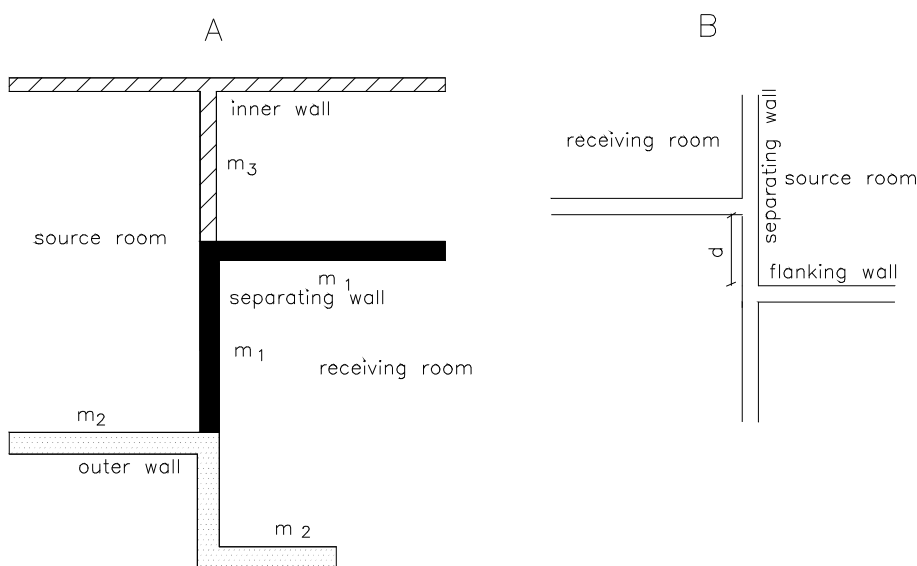 A
inner wall
m3
source room
m1
separating wall
m1
receiving room
m2
outer wall
m2
B
receiving room
separating wall
source room
d
flanking wall